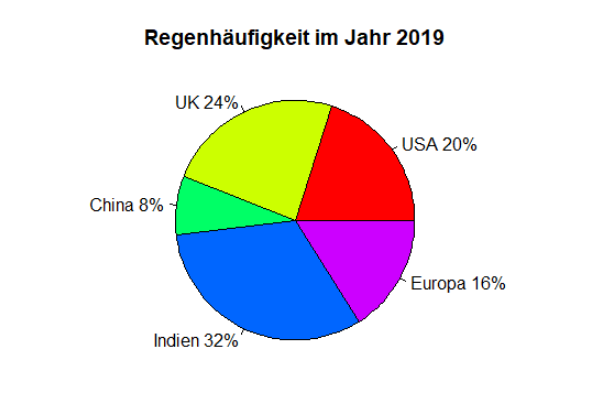 Regenhäufigkeit im Jahr 2019
UK 24%
USA 20%
China 8%
Europa 16%
Indien 32%